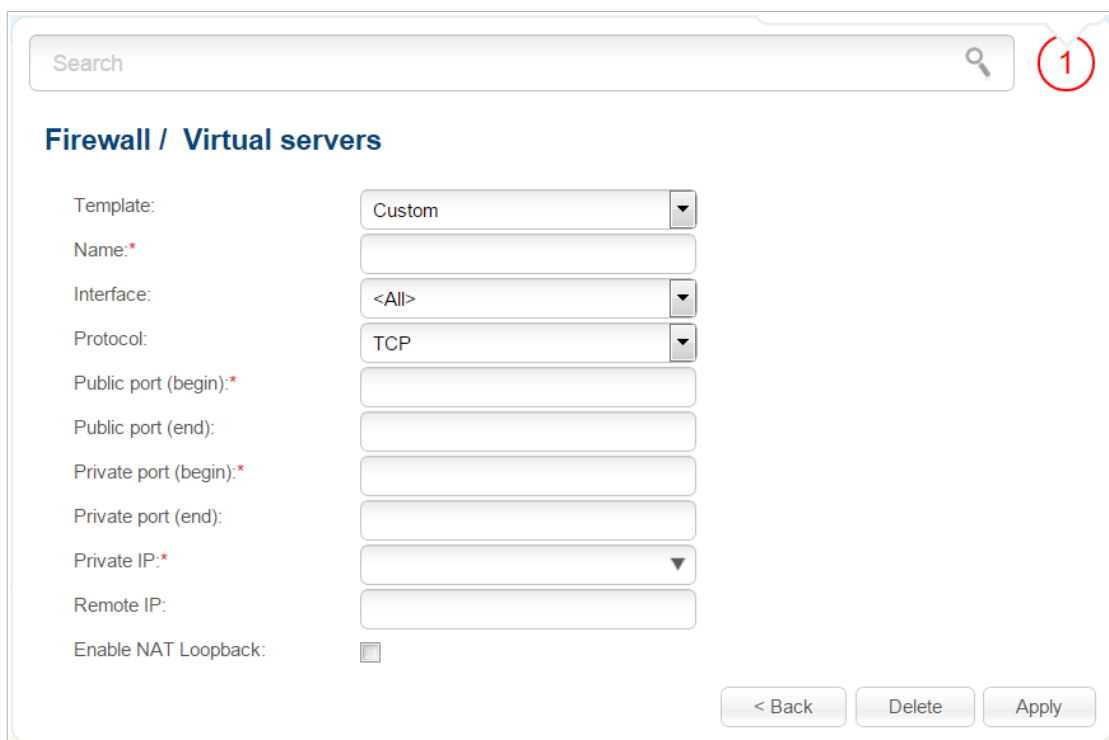 Search
1
Firewall / Virtual servers
Template: Custom
Name:*
Interface: <All>
Protocol: TCP
Public port (begin):*
Public port (end):
Private port (begin):*
Private port (end):
Private IP:*
Remote IP:
Enable NAT Loopback:
< Back Delete Apply